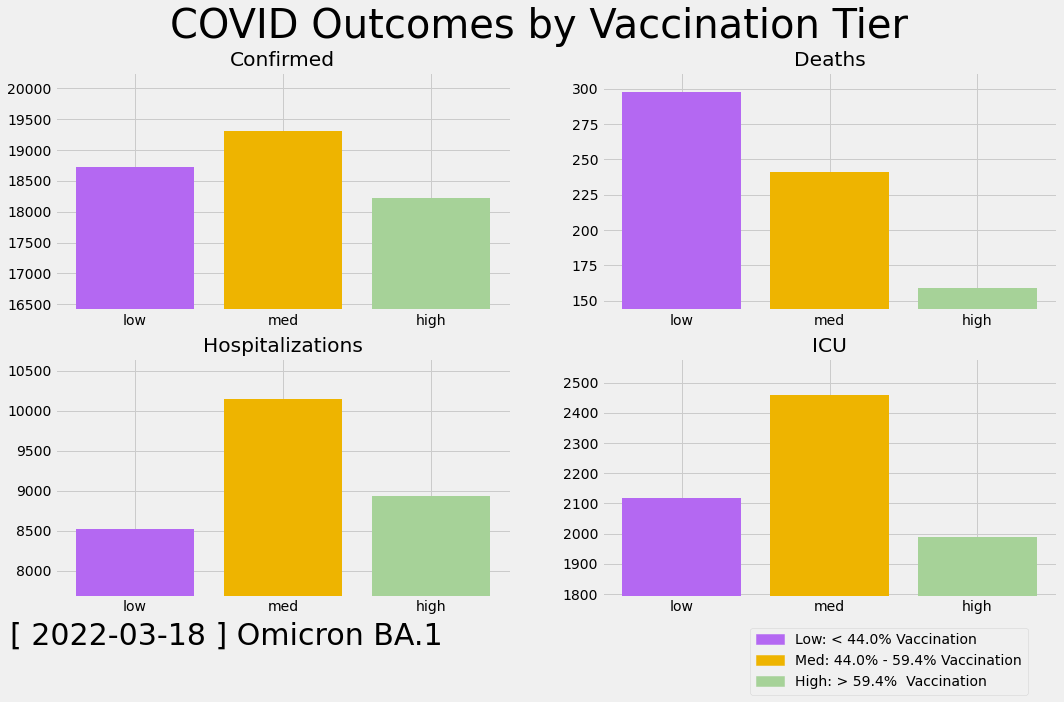 COVID Outcomes by Vaccination Tier
Confirmed
20000
19500
19000
18500
18000
17500
17000
16500
low med high
Deaths
300
275
250
225
200
175
150
low med high
Hospitalizations
10500
10000
9500
9000
8500
8000
low med high
ICU
2500
2400
2300
2200
2100
2000
1900
1800
low med high
[ 2022-03-18 ] Omicron BA.1
Low: < 44.0% Vaccination
Med: 44.0% - 59.4% Vaccination
High: > 59.4%  Vaccination